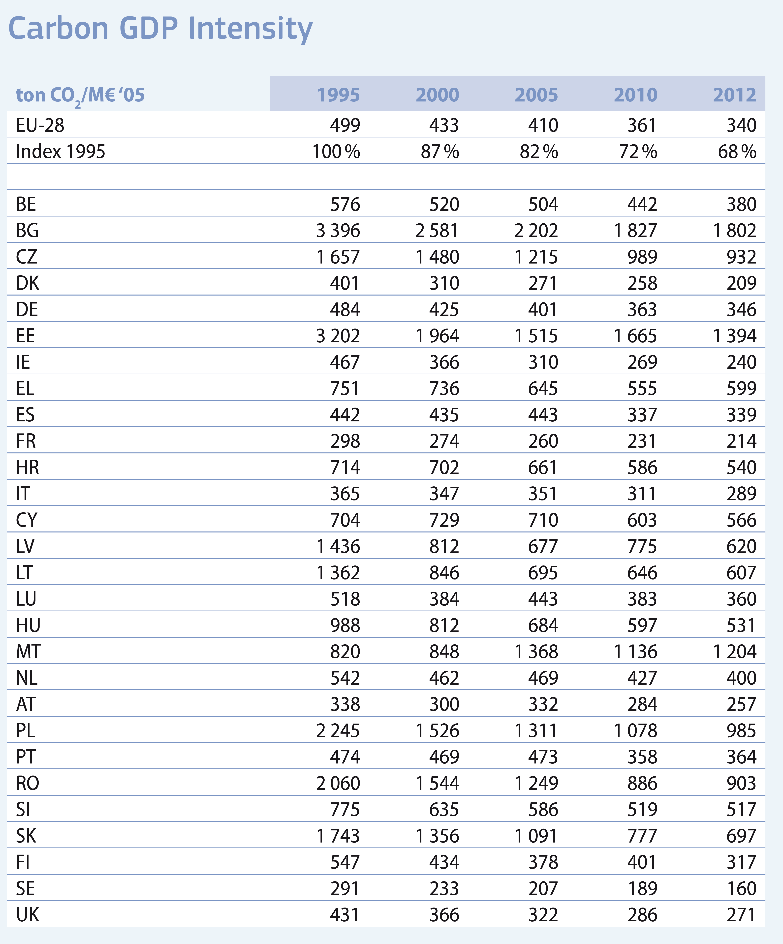 Carbon GDP Intensity
ton CO₂/M€ ‘05 1995 2000 2005 2010 2012
EU-28 499 433 410 361 340
Index 1995 100 % 87 % 82 % 72 % 68 %
BE 576 520 504 442 380
BG 3 396 2 581 2 202 1 827 1 802
CZ 1 657 1 480 1 215 989 932
DK 401 310 271 258 209
DE 484 425 401 363 346
EE 3 202 1 964 1 515 1 665 1 394
IE 467 366 310 269 240
EL 751 736 645 555 599
ES 442 435 443 337 339
FR 298 274 260 231 214
HR 714 702 661 586 540
IT 365 347 351 311 289
CY 704 729 710 603 566
LV 1 436 812 677 775 620
LT 1 362 846 695 646 607
LU 518 384 443 383 360
HU 988 812 684 597 531
MT 820 848 1 368 1 136 1 204
NL 542 462 469 427 400
AT 338 300 332 284 257
PL 2 245 1 526 1 311 1 078 985
PT 474 469 473 358 364
RO 2 060 1 544 1 249 886 903
SI 775 635 586 519 517
SK 1 743 1 356 1 091 777 697
FI 547 434 378 401 317
SE 291 233 207 189 160
UK 431 366 322 286 271